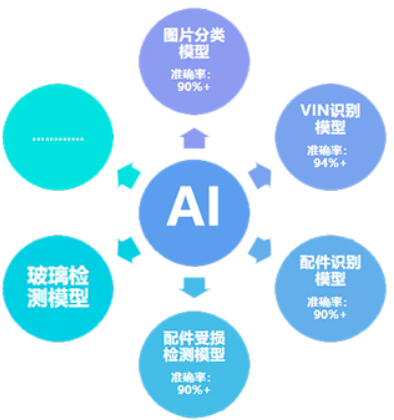 图片分类
模型
准确率：
90%+
VIN识别
模型
准确率：
94%+
............
AI
玻璃检
测模型
配件识别
模型
准确率：
90%+
配件受损
检测模型
准确率：
90%+